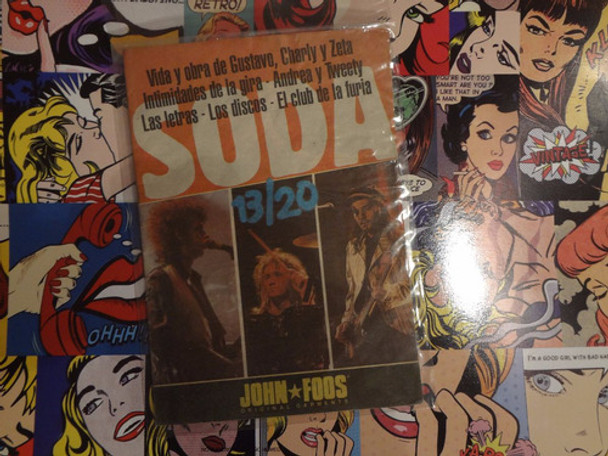 RETRO!
Vida y obra de Gustavo, Charly y Zeta
Intimidades de la gira - Andrea y Tweety
Las letras - Los discos - El club de la furia
SODA
13/20
JOHN★FOOS
YOU'RE NOT TOO
SMART ARE YOU?
I LIKE THAT IN
A MAN.
VINTAGE!
OHHH!
I'M A GOOD GIRL WITH BAD